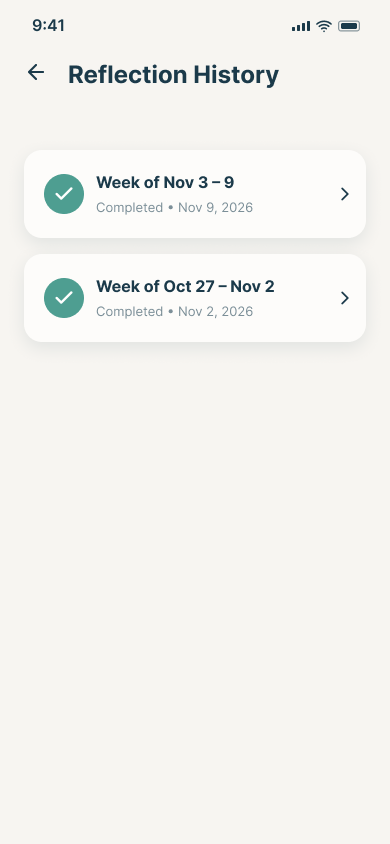 9:41
Reflection History
Week of Nov 3 – 9
Completed • Nov 9, 2026
Week of Oct 27 – Nov 2
Completed • Nov 2, 2026